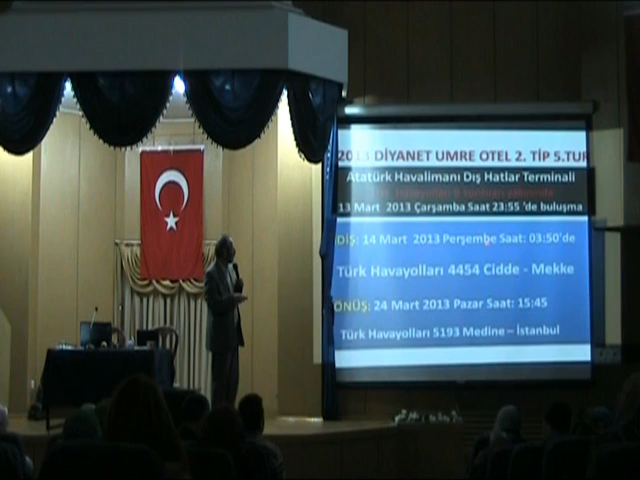 2013 DİYANET UMRE OTEL 2. TİP 5.TUR
Atatürk Havalimanı Dış Hatlar Terminali
13 Mart 2013 Çarşamba Saat 23:55 'de buluşma
DİŞ: 14 Mart 2013 Perşembe Saat: 03:50'de
Türk Havayolları 4454 Cidde - Mekke
ÖNÜŞ: 24 Mart 2013 Pazar Saat: 15:45
Türk Havayolları 5193 Medine – İstanbul